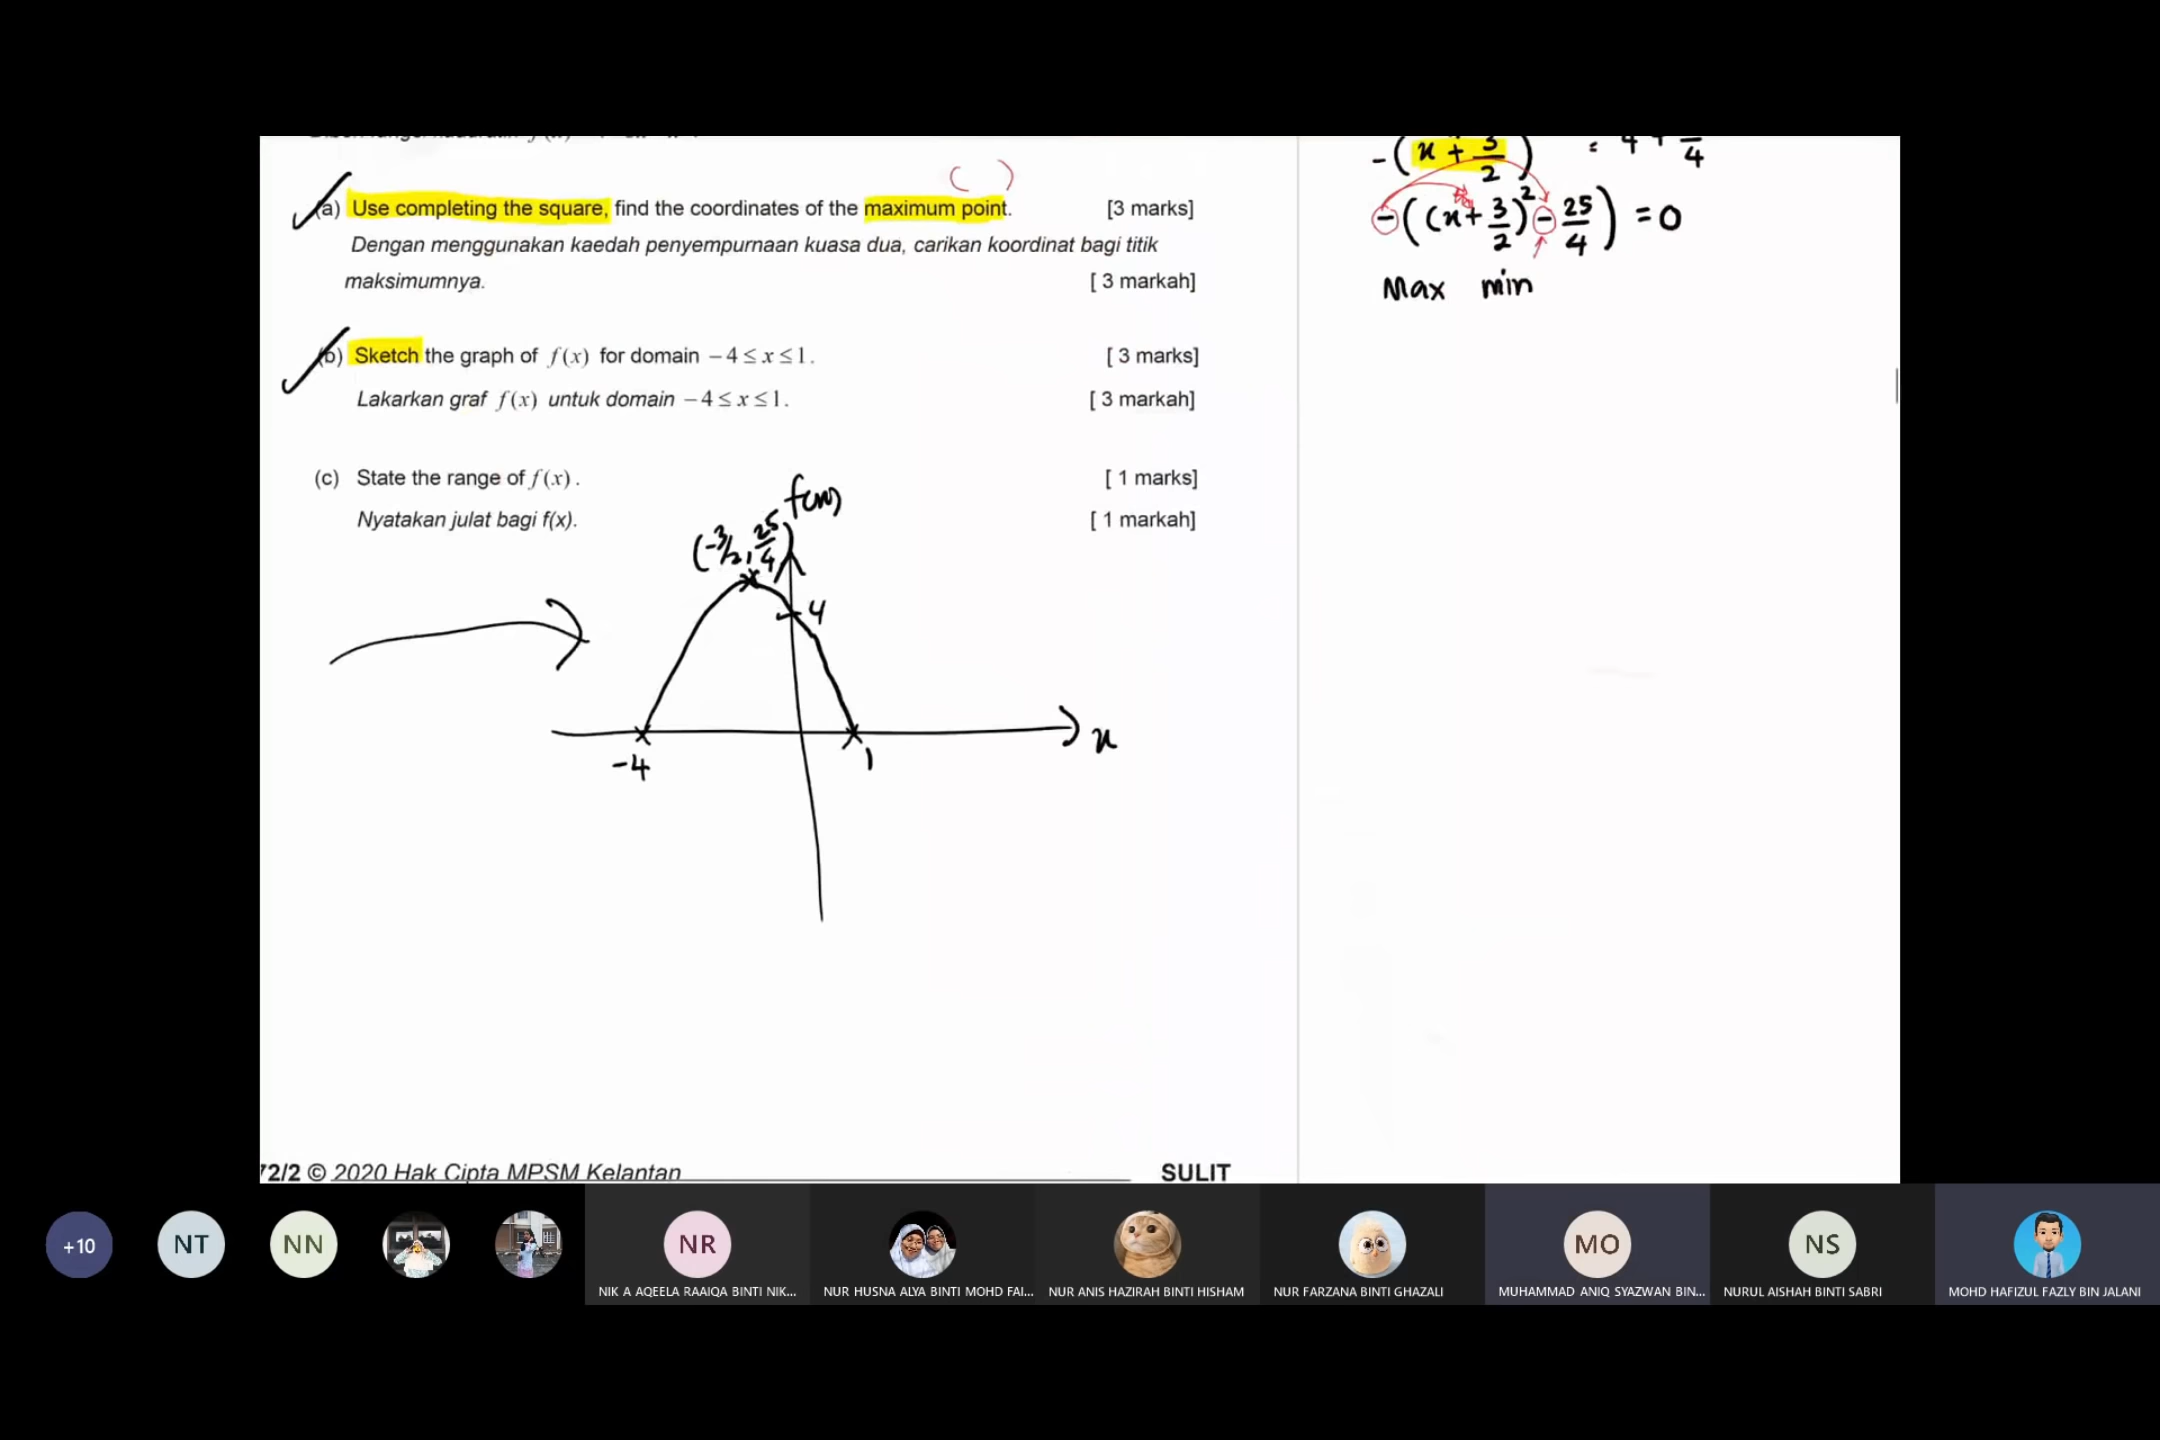 (a) Use completing the square, find the coordinates of the maximum point. [3 marks]
Dengan menggunakan kaedah penyempurnaan kuasa dua, carikan koordinat bagi titik
maksimumnya. [ 3 markah]
(b) Sketch the graph of f(x) for domain −4 ≤ x ≤ 1. [ 3 marks]
Lakarkan graf f(x) untuk domain −4 ≤ x ≤ 1. [ 3 markah]
(c) State the range of f(x). [ 1 marks]
Nyatakan julat bagi f(x). [ 1 markah]
f(x)
(-3/2, 25/4)
4
x
-4 1
72/2 © 2020 Hak Cipta MPSM Kelantan SULIT
-(x + 3/2) = 4 + /4
-((x + 3/2)² - 25/4) = 0
Max min
+10
NT
NN
NR
MO
NS
NIK A AQEELA RAAIQA BINTI NIK...
NUR HUSNA ALYA BINTI MOHD FAI...
NUR ANIS HAZIRAH BINTI HISHAM
NUR FARZANA BINTI GHAZALI
MUHAMMAD ANIQ SYAZWAN BIN...
NURUL AISHAH BINTI SABRI
MOHD HAFIZUL FAZLY BIN JALANI